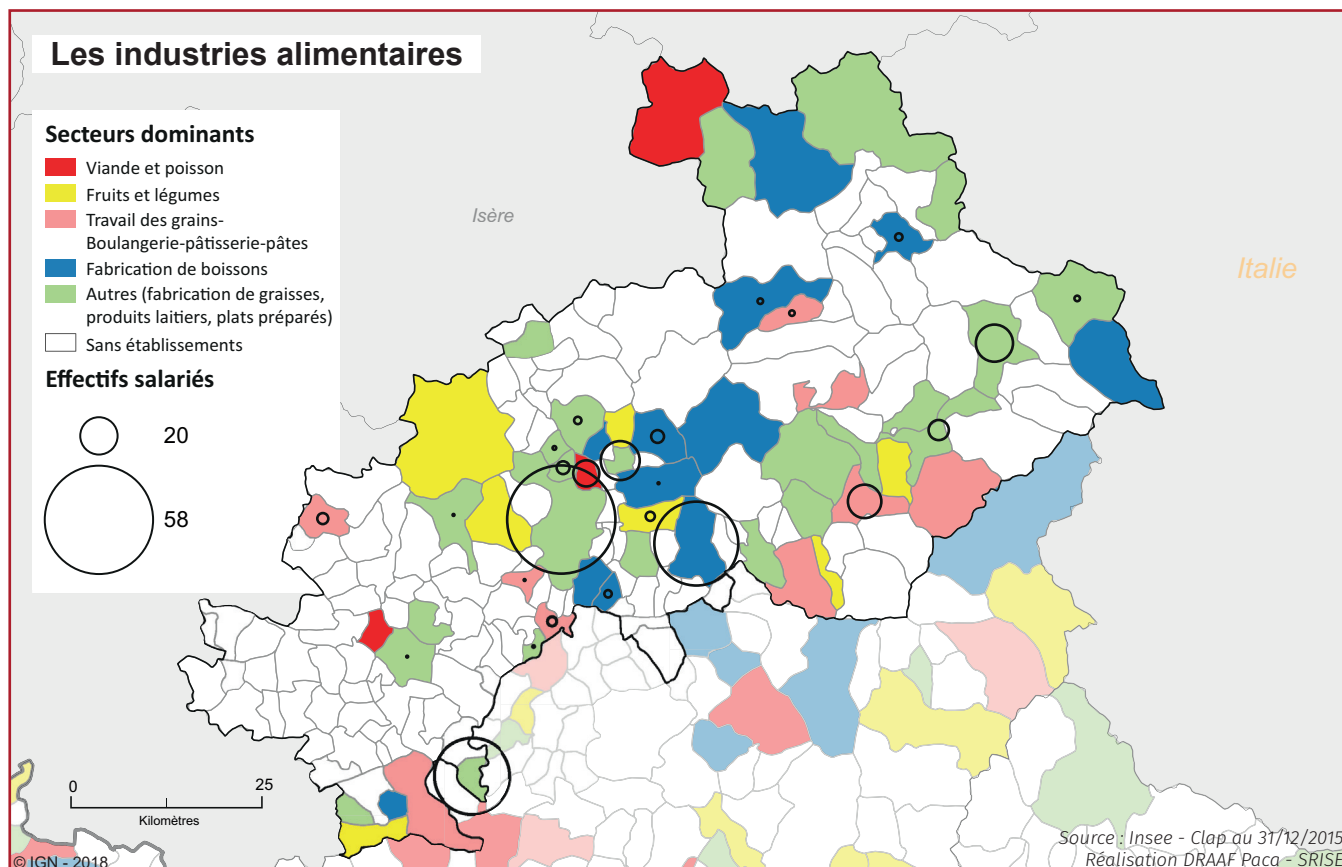 Les industries alimentaires
Secteurs dominants
Viande et poisson
Fruits et légumes
Travail des grains-
Boulangerie-pâtisserie-pâtes
Fabrication de boissons
Autres (fabrication de graisses,
produits laitiers, plats préparés)
Sans établissements
Effectifs salariés
20
58
Isère
Italie
0
25
Kilomètres
© IGN - 2018
Source : Insee - Clap au 31/12/2015
Réalisation DRAAF Paca - SRISE